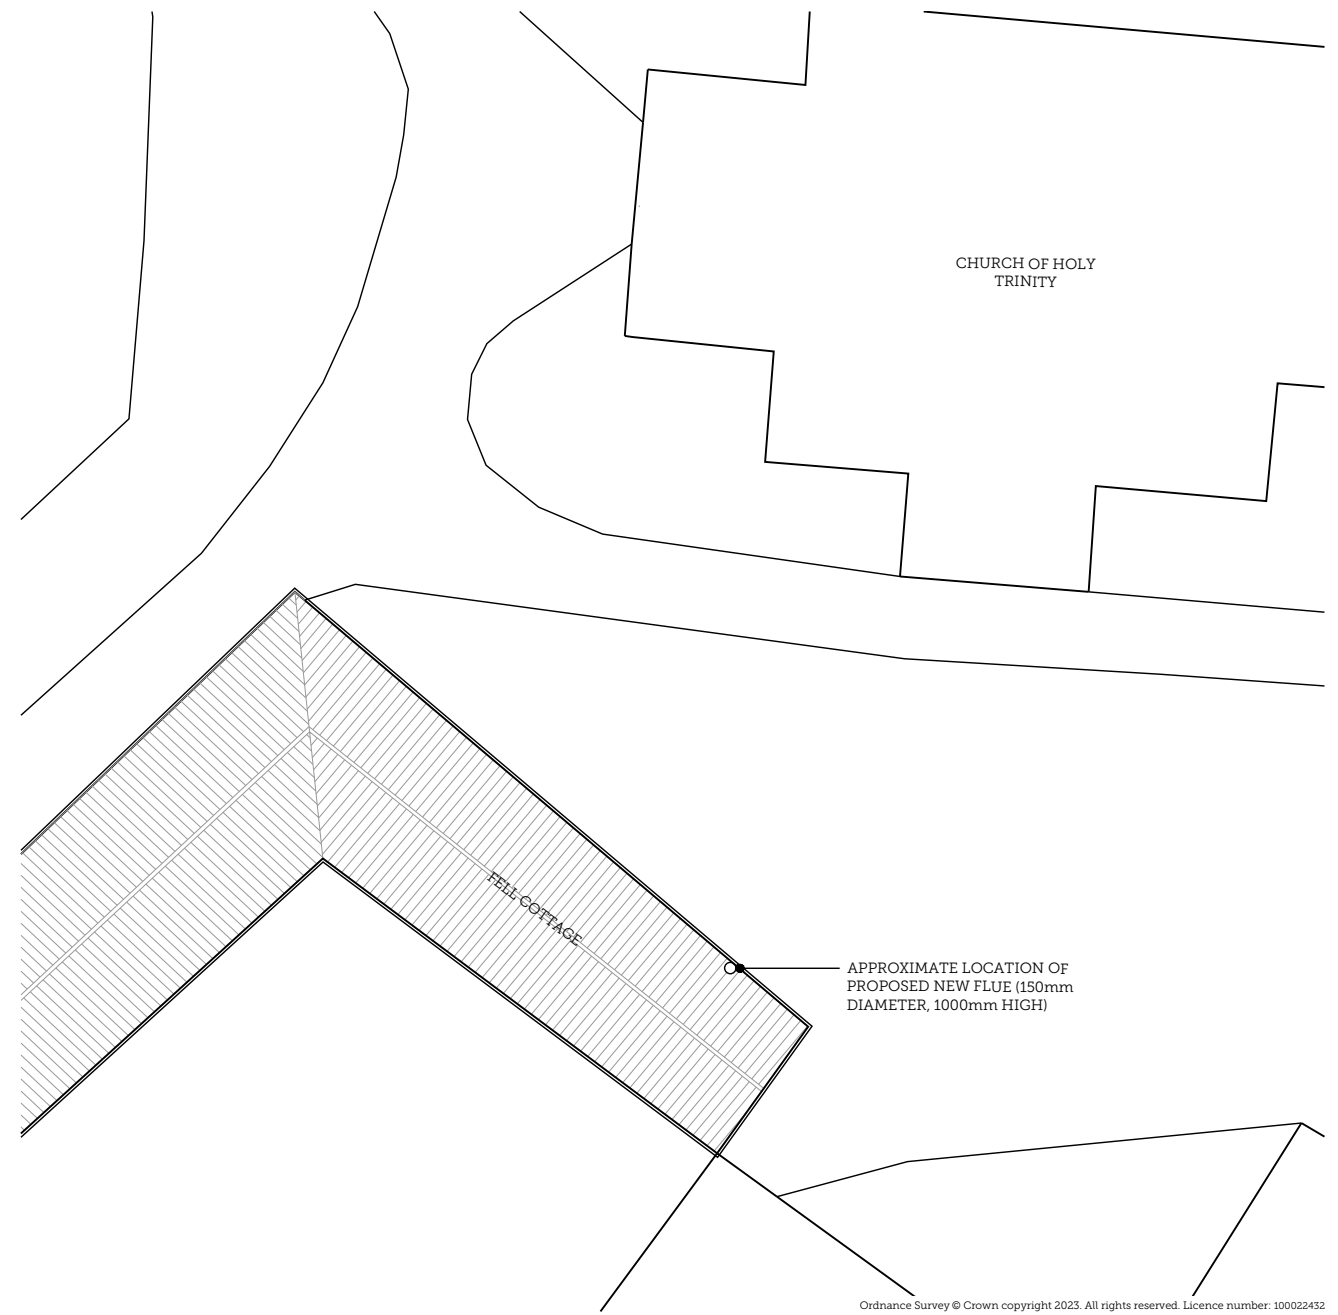 CHURCH OF HOLY
TRINITY
FELL COTTAGE
APPROXIMATE LOCATION OF
PROPOSED NEW FLUE (150mm
DIAMETER, 1000mm HIGH)
Ordnance Survey © Crown copyright 2023. All rights reserved. Licence number: 100022432